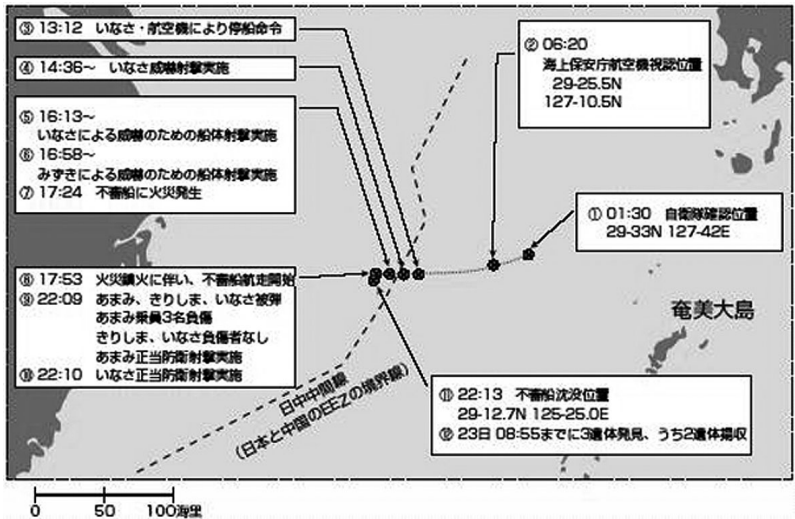 ③ 13:12 いなさ・航空機により停船命令
④ 14:36～ いなさ威嚇射撃実施
⑤ 16:13～
いなさによる威嚇のための船体射撃実施
⑥ 16:58～
みずきによる威嚇のための船体射撃実施
⑦ 17:24 不審船に火災発生
② 06:20
海上保安庁航空機視認位置
29-25.5N
127-10.5N
① 01:30 自衛隊確認位置
29-33N 127-42E
⑧ 17:53 火災鎮火に伴い、不審船航走開始
⑨ 22:09 あまみ、きりしま、いなさ被弾
あまみ乗員3名負傷
きりしま、いなさ負傷者なし
あまみ正当防衛射撃実施
⑩ 22:10 いなさ正当防衛射撃実施
奄美大島
日中中間線
(日本と中国のEEZの境界線)
⑪ 22:13 不審船沈没位置
29-12.7N 125-25.0E
⑫ 23日 08:55までに3遺体発見、うち2遺体揚収
0 50 100海里